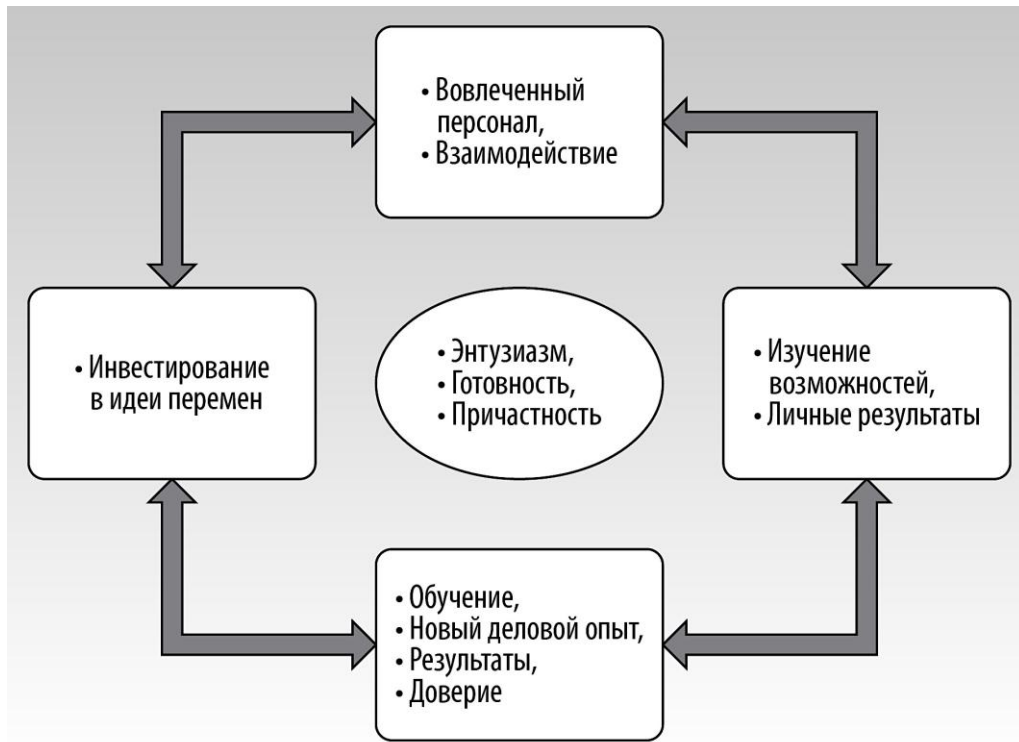 • Вовлеченный
персонал,
• Взаимодействие
• Инвестирование
в идеи перемен
• Энтузиазм,
• Готовность,
• Причастность
• Изучение
возможностей,
• Личные результаты
• Обучение,
• Новый деловой опыт,
• Результаты,
• Доверие